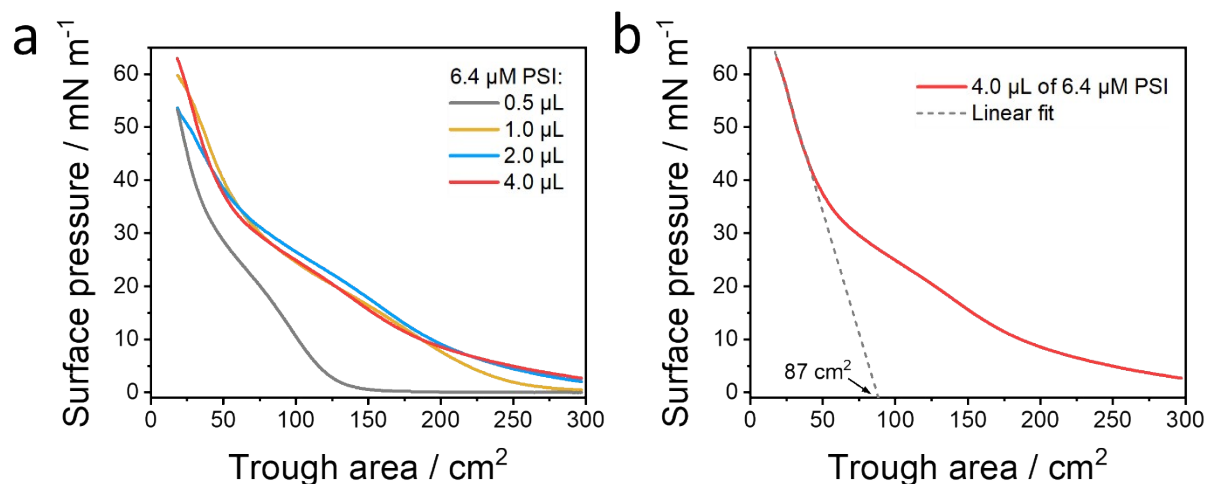 a
Surface pressure / mN m⁻¹
60
50
40
30
20
10
0
0 50 100 150 200 250 300
Trough area / cm²
6.4 µM PSI:
0.5 µL
1.0 µL
2.0 µL
4.0 µL
b
Surface pressure / mN m⁻¹
60
50
40
30
20
10
0
0 50 100 150 200 250 300
Trough area / cm²
4.0 µL of 6.4 µM PSI
Linear fit
87 cm²